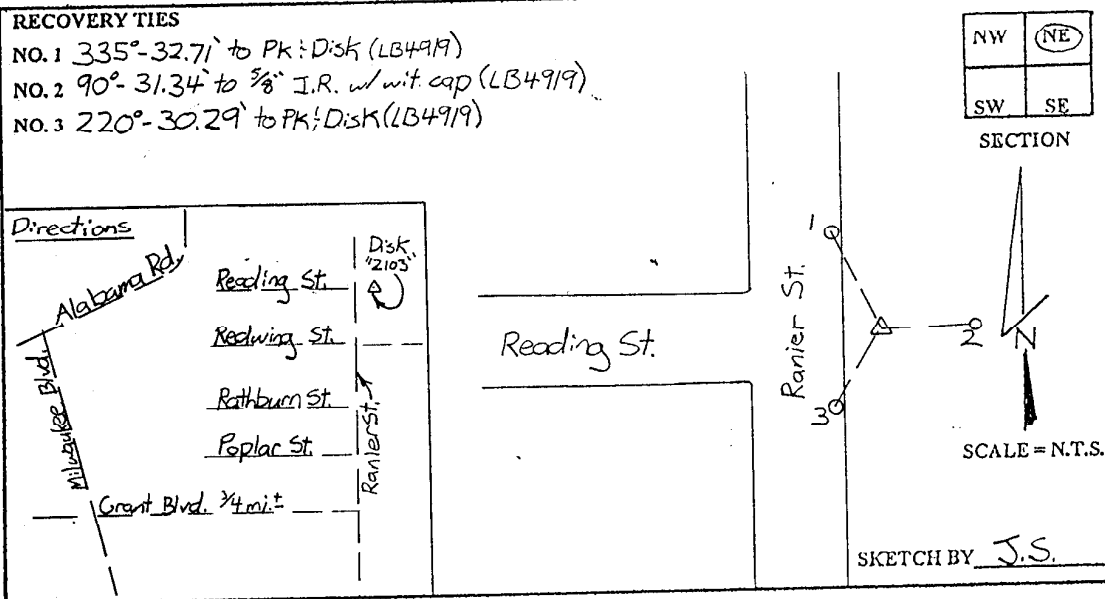 RECOVERY TIES
NO. 1 335°-32.71' to PK & Disk (LB4919)
NO. 2 90°-31.34' to 5/8" I.R. w/ wit. cap (LB4919)
NO. 3 220°-30.29' to PK & Disk (LB4919)
NW NE
SW SE
SECTION
Directions
Alabama Rd.
Milwaukee Blvd.
Reading St.
Disk
"2103"
Redwing St.
Rathburn St.
Poplar St.
Ranier St.
Grant Blvd. 3/4 mi.±
Reading St.
Ranier St.
1
2
3
N
SCALE = N.T.S.
SKETCH BY J.S.